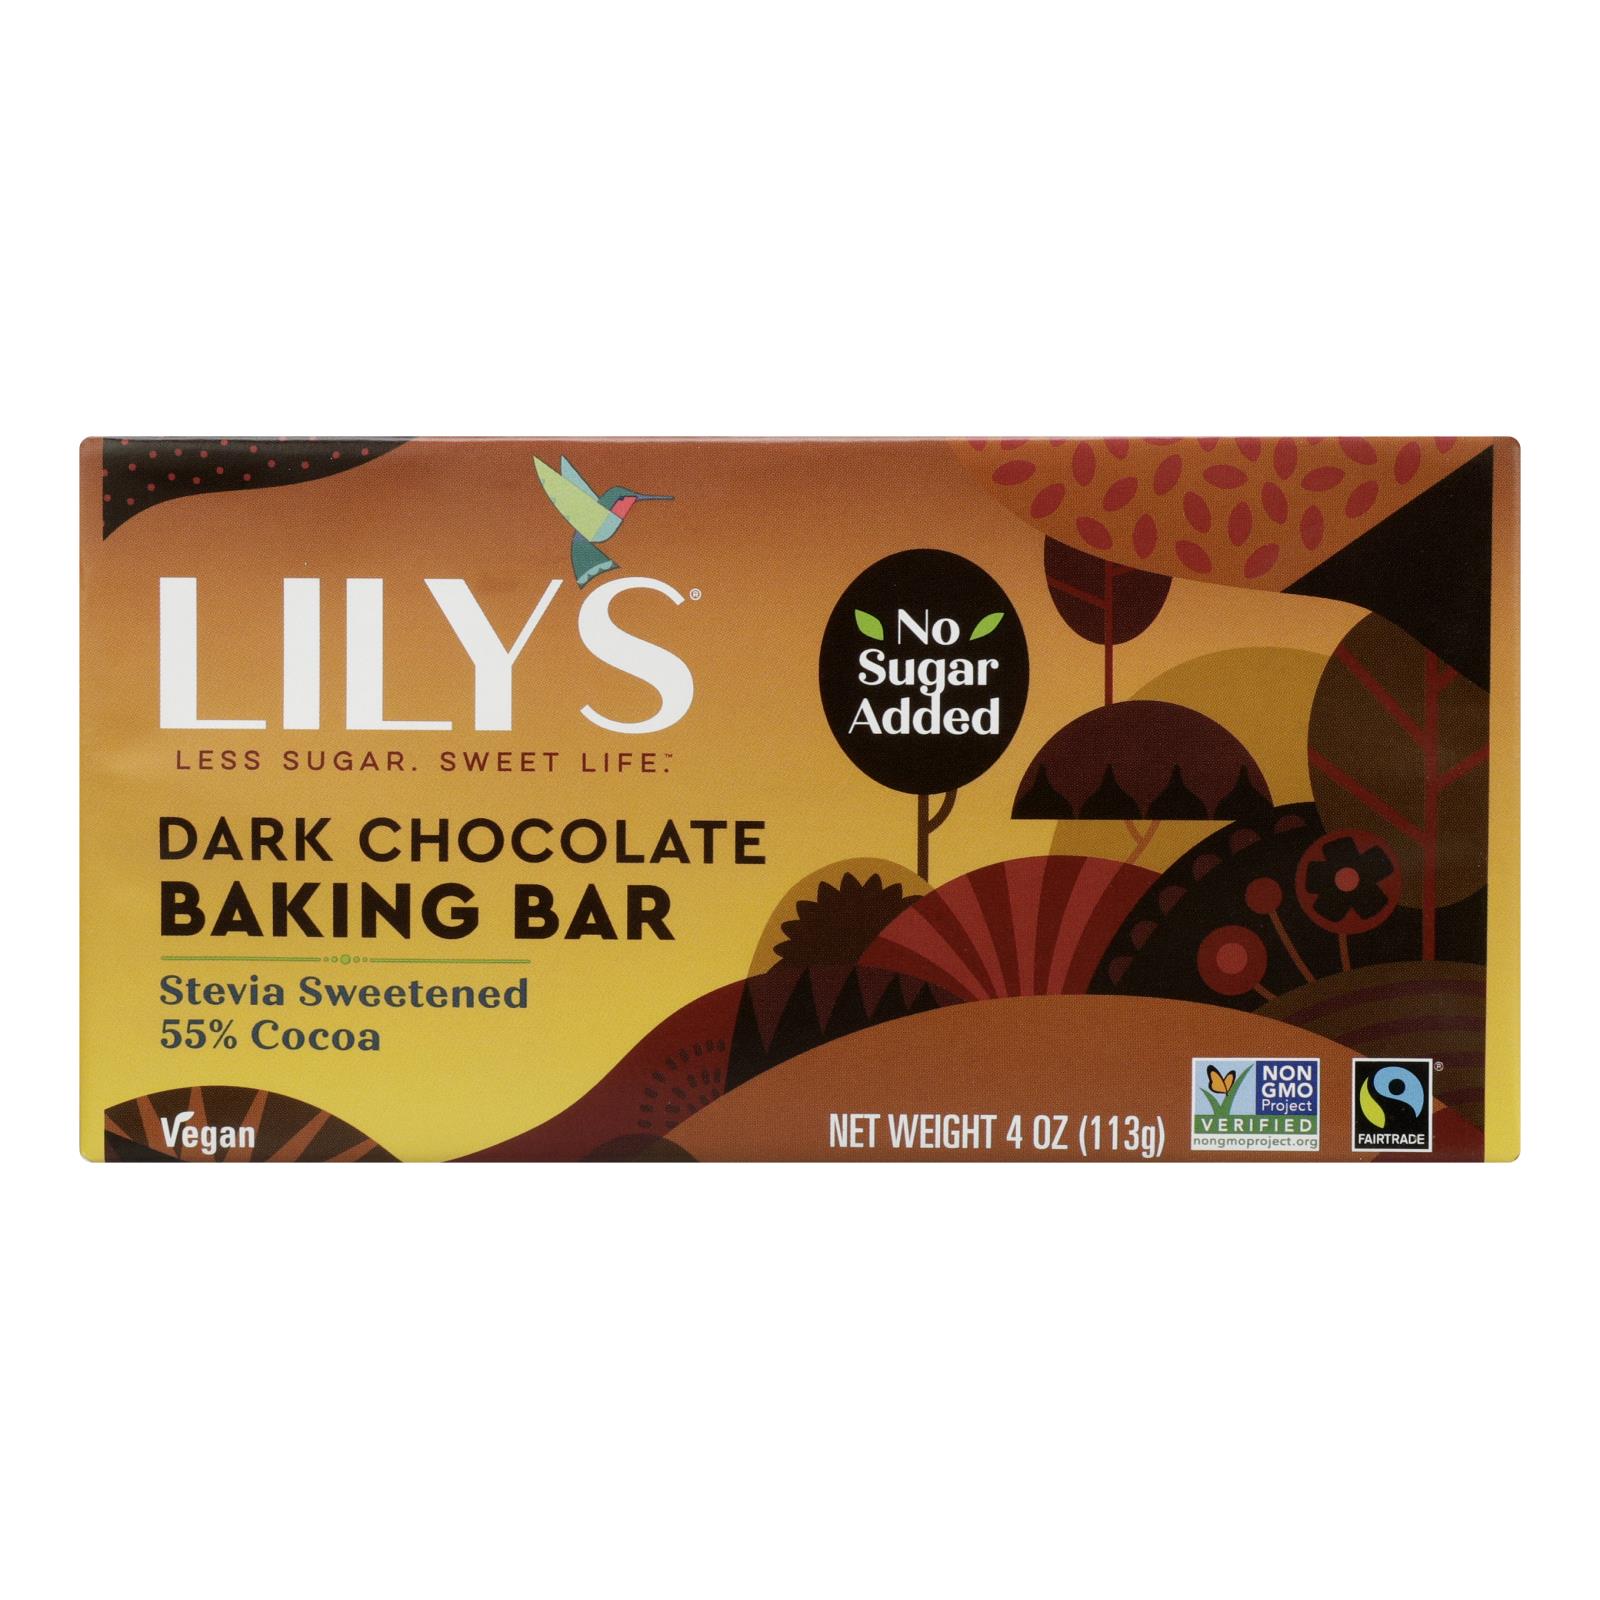 LILY'S®
LESS SUGAR. SWEET LIFE.™
DARK CHOCOLATE
BAKING BAR
Stevia Sweetened
55% Cocoa
Vegan
No
Sugar
Added
NET WEIGHT 4 OZ (113g)
NON
GMO
Project
VERIFIED
nongmoproject.org
FAIRTRADE
®